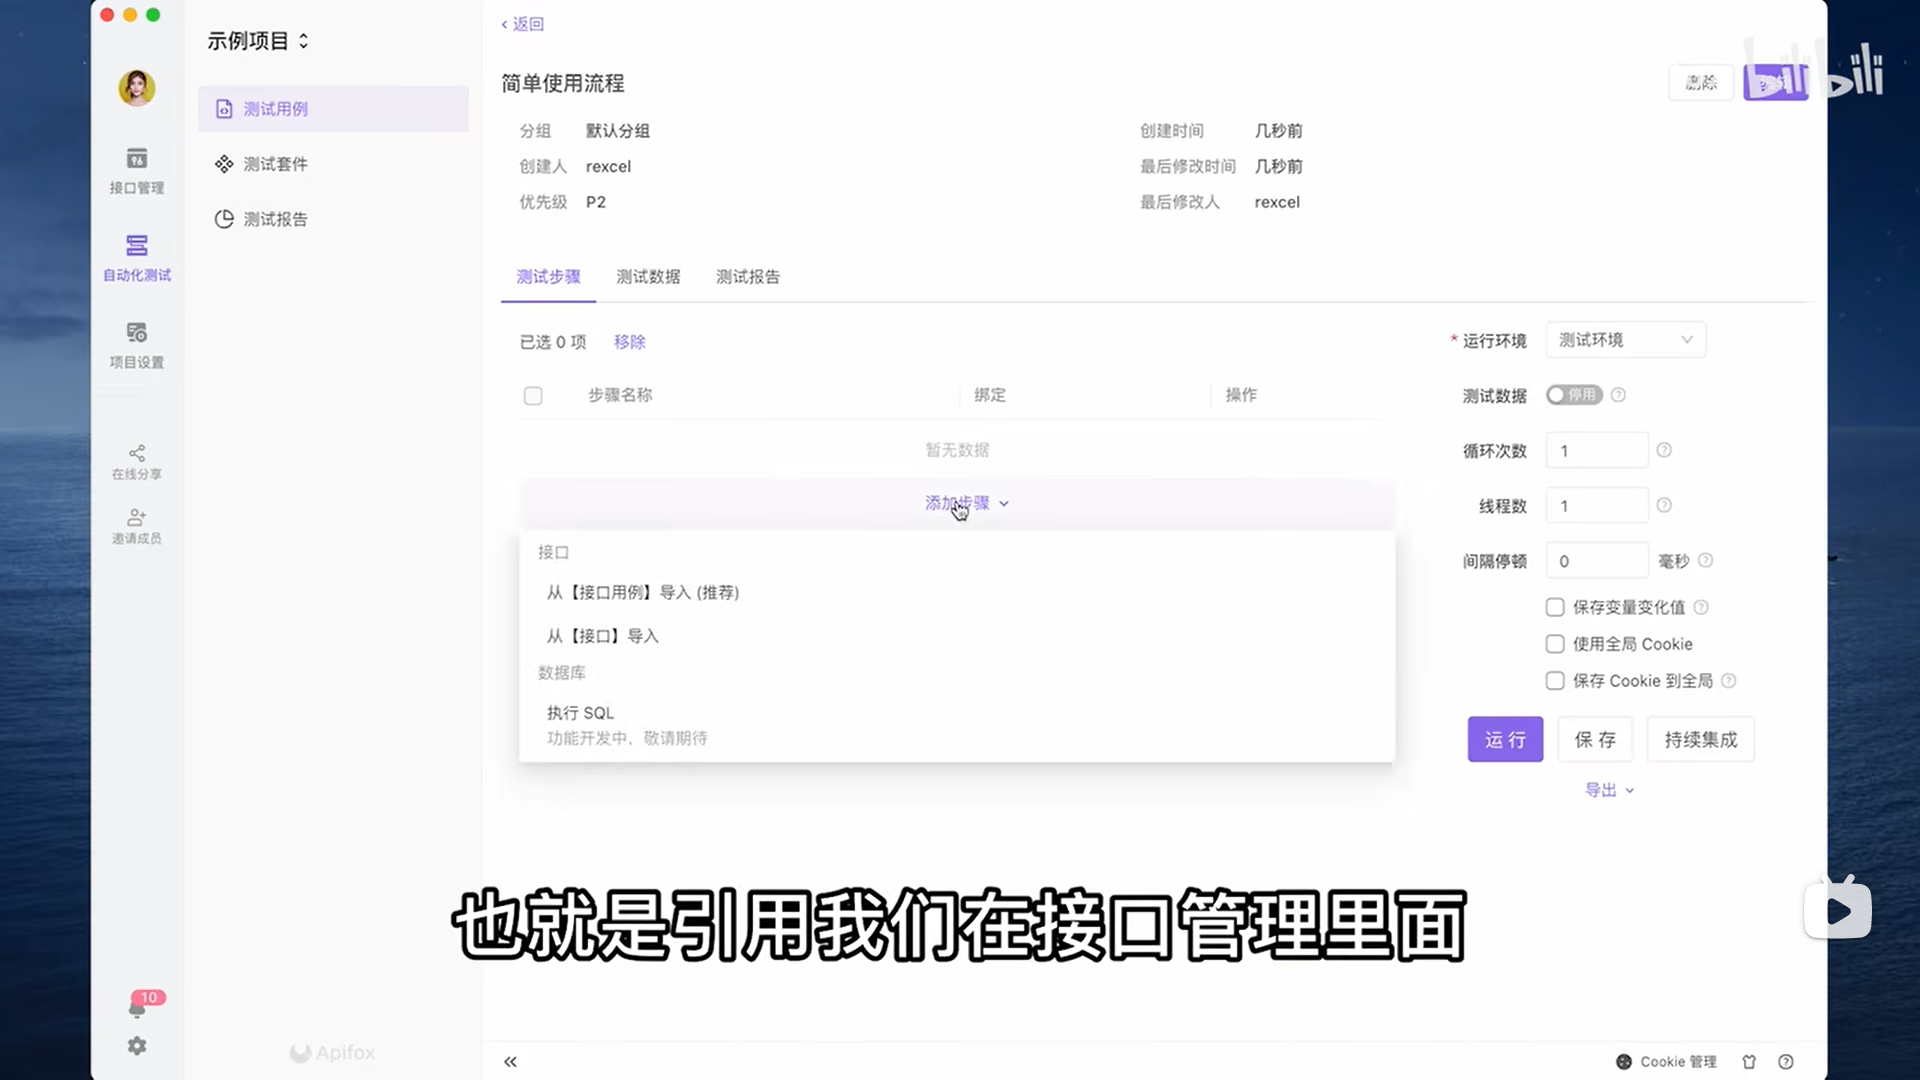 示例项目
测试用例
测试套件
测试报告
接口管理
自动化测试
项目设置
在线分享
邀请成员
10
Apifox
返回
简单使用流程
删除
bilibili
分组 默认分组
创建时间 几秒前
创建人 rexcel
最后修改时间 几秒前
优先级 P2
最后修改人 rexcel
测试步骤 测试数据 测试报告
已选 0 项 移除
步骤名称 绑定 操作
暂无数据
添加步骤
接口
从【接口用例】导入 (推荐)
从【接口】导入
数据库
执行 SQL
功能开发中，敬请期待
* 运行环境 测试环境
测试数据 停用
循环次数 1
线程数 1
间隔停顿 0 毫秒
保存变量变化值
使用全局 Cookie
保存 Cookie 到全局
运行 保存 持续集成
导出
也就是引用我们在接口管理里面
Cookie 管理